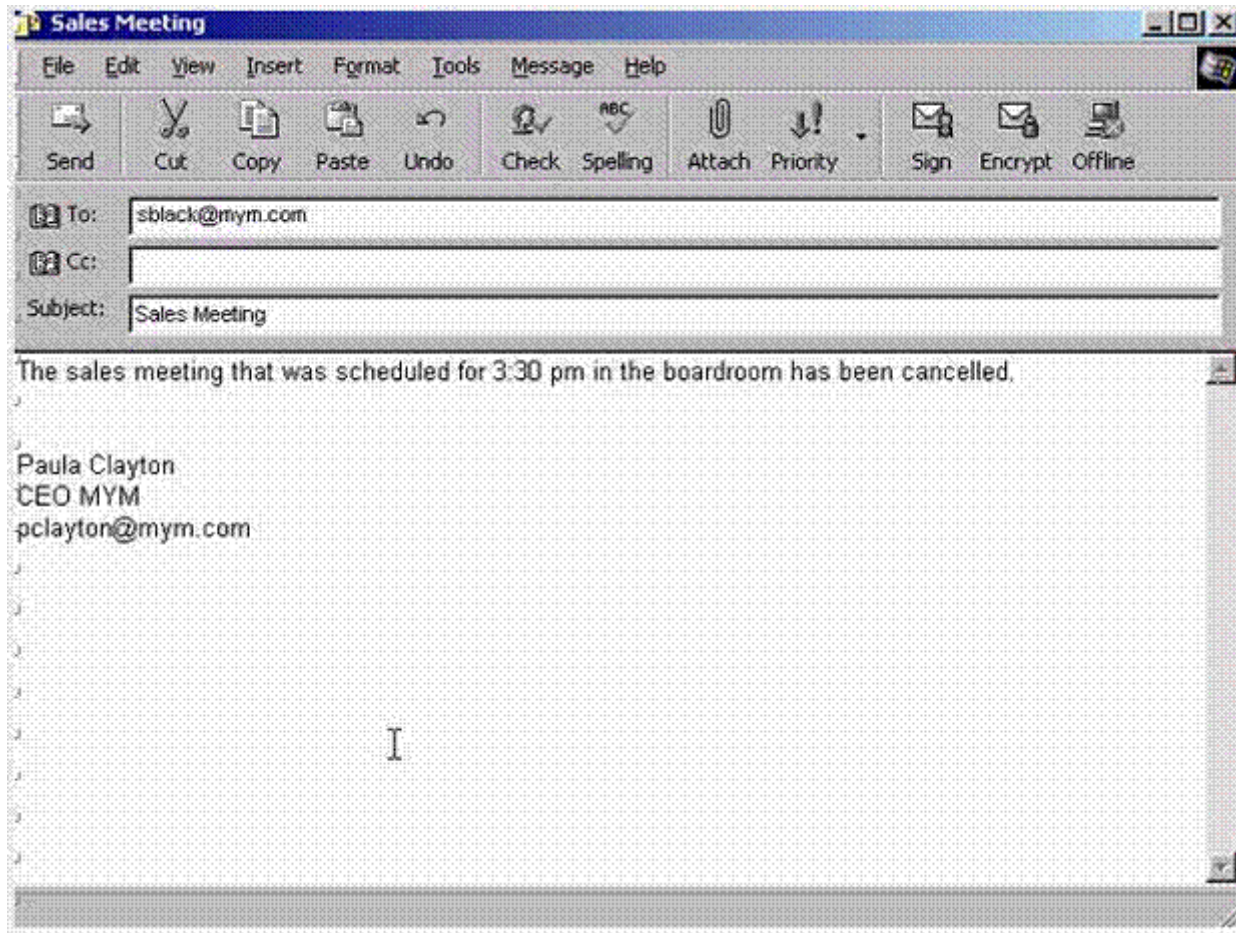 Sales Meeting
File Edit View Insert Format Tools Message Help
ABC
Send Cut Copy Paste Undo Check Spelling Attach Priority Sign Encrypt Offline
To: sblack@mym.com
Cc:
Subject: Sales Meeting
The sales meeting that was scheduled for 3:30 pm in the boardroom has been cancelled.
Paula Clayton
CEO MYM
pclayton@mym.com